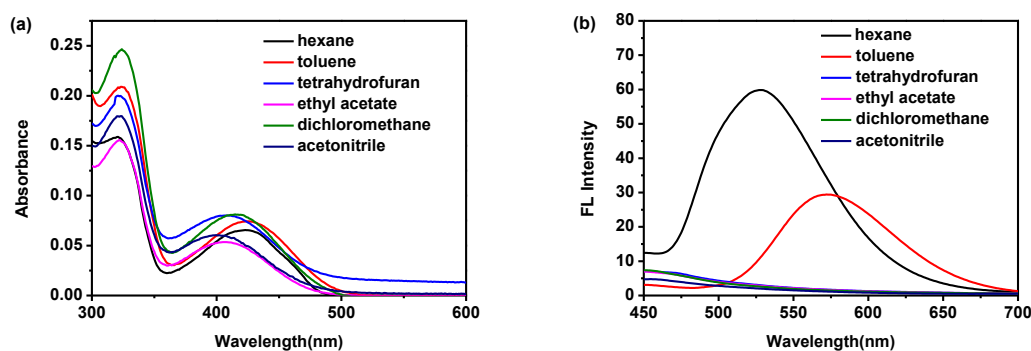 (a)
Absorbance
0.25
0.20
0.15
0.10
0.05
0.00
300
400
500
600
Wavelength(nm)
hexane
toluene
tetrahydrofuran
ethyl acetate
dichloromethane
acetonitrile
(b)
FL Intensity
80
70
60
50
40
30
20
10
0
450
500
550
600
650
700
Wavelength(nm)
hexane
toluene
tetrahydrofuran
ethyl acetate
dichloromethane
acetonitrile